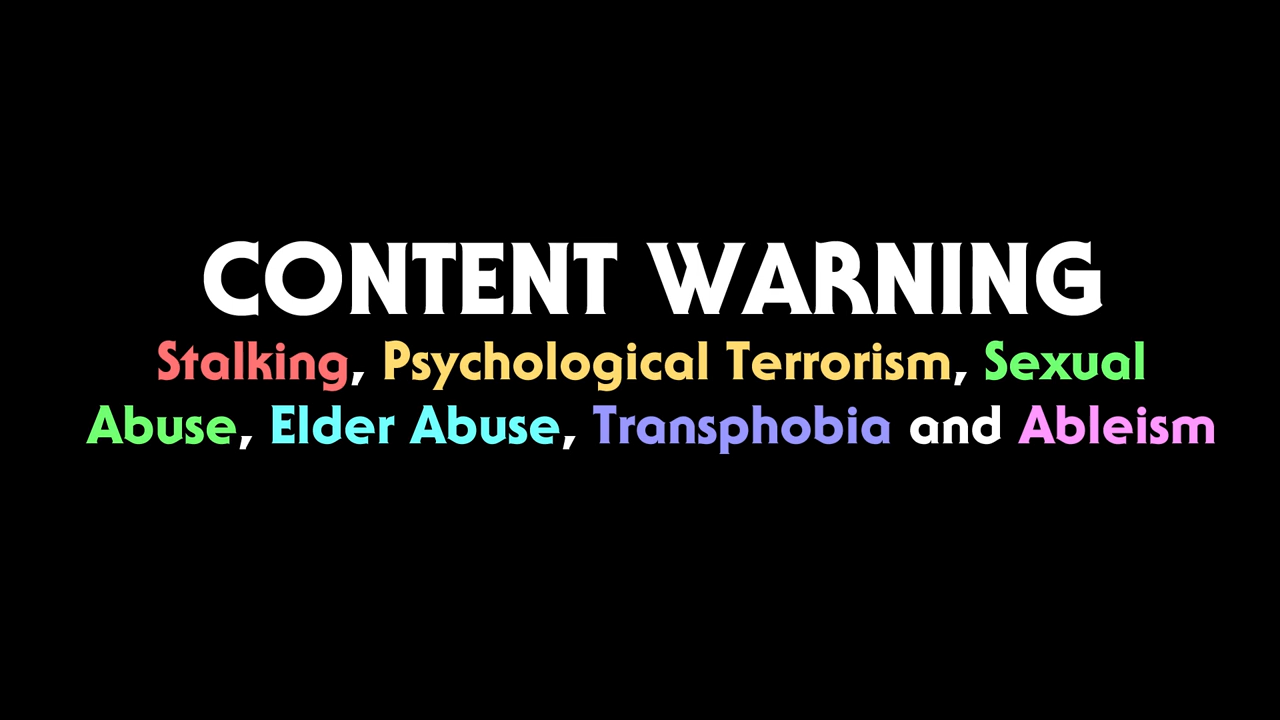 CONTENT WARNING
Stalking, Psychological Terrorism, Sexual
Abuse, Elder Abuse, Transphobia and Ableism